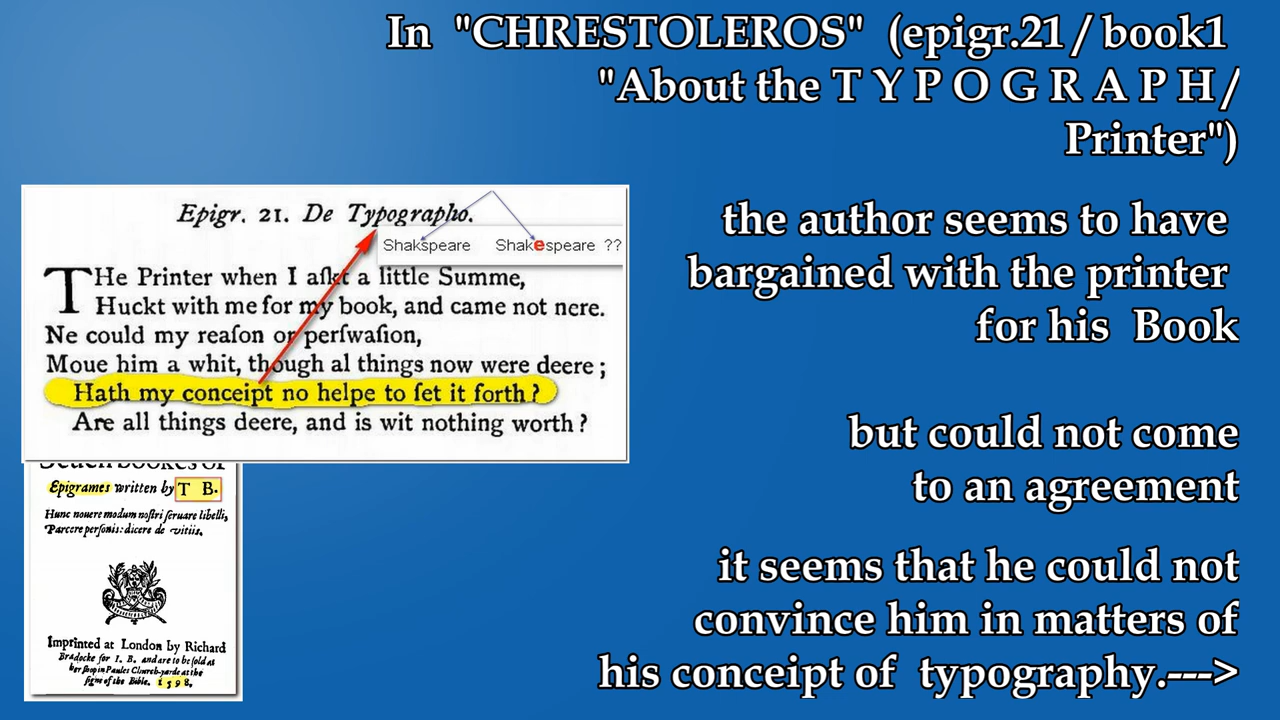 In "CHRESTOLEROS" (epigr.21 / book1
"About the T Y P O G R A P H /
Printer")
Epigr. 21. De Typographo.
Shakspeare Shakespeare ??
THe Printer when I aſkt a little Summe,
Huckt with me for my book, and came not nere.
Ne could my reaſon or perſwaſion,
Moue him a whit, though al things now were deere ;
Hath my conceipt no helpe to ſet it forth ?
Are all things deere, and is wit nothing worth ?
the author seems to have
bargained with the printer
for his Book
but could not come
to an agreement
it seems that he could not
convince him in matters of
his conceipt of typography.--->
Seuen bookes of
Epigrames written by T B.
Hunc nouere modum noſtri ſeruare libelli,
Parcere perſonis: dicere de vitiis.
Imprinted at London by Richard
Bradocke for I. B. and are to be ſold at
her ſhop in Paules Church-yarde at the
ſigne of the Bible. 1598.